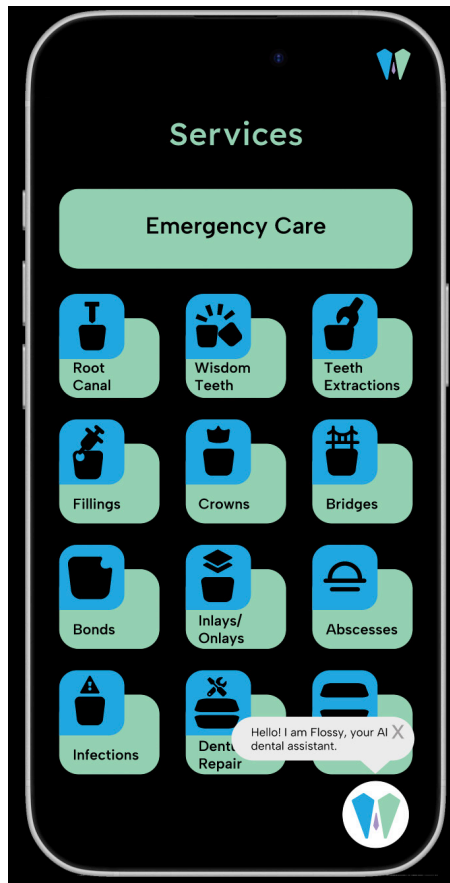 Services
Emergency Care
Root
Canal
Wisdom
Teeth
Teeth
Extractions
Fillings
Crowns
Bridges
Bonds
Inlays/
Onlays
Abscesses
Infections
Repair
Hello! I am Flossy, your AI
dental assistant.
X